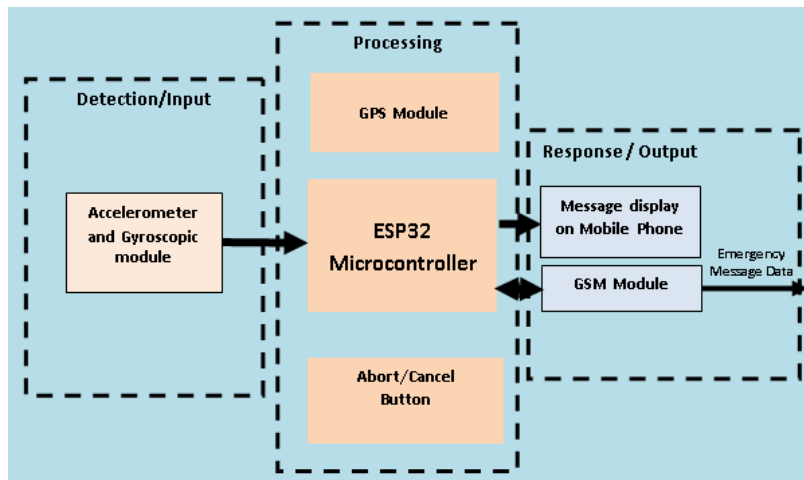 Processing
Detection/Input
GPS Module
Response / Output
Accelerometer
and Gyroscopic
module
ESP32
Microcontroller
Message display
on Mobile Phone
GSM Module
Emergency
Message Data
Abort/Cancel
Button